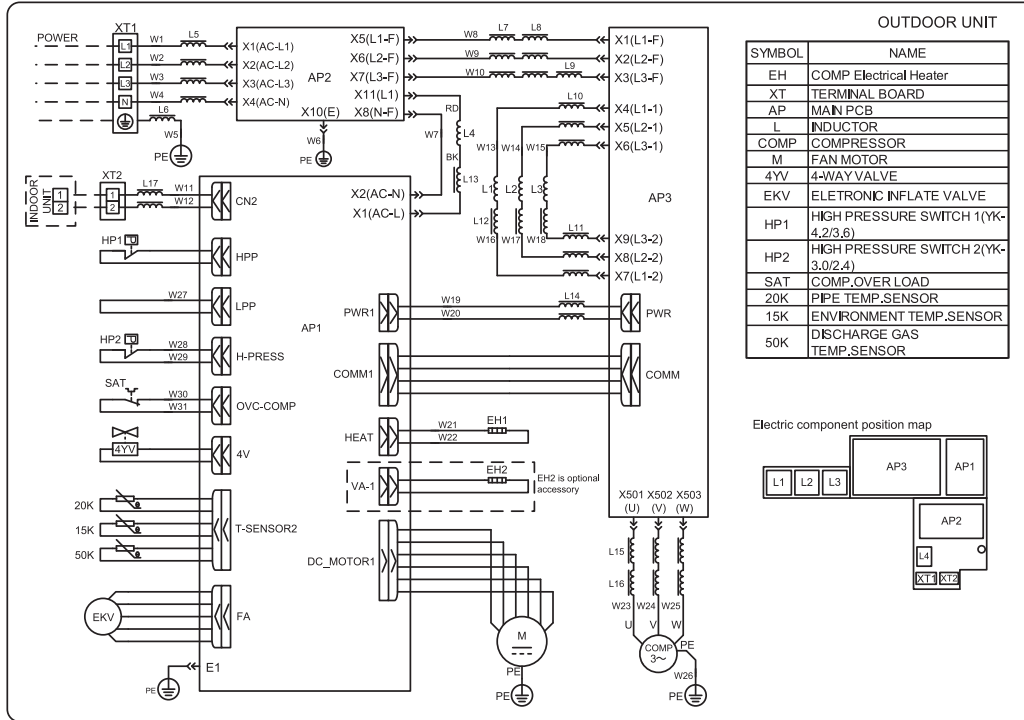 OUTDOOR UNIT
SYMBOL NAME
EH COMP Electrical Heater
XT TERMINAL BOARD
AP MAIN PCB
L INDUCTOR
COMP COMPRESSOR
M FAN MOTOR
4YV 4-WAY VALVE
EKV ELETRONIC INFLATE VALVE
HP1 HIGH PRESSURE SWITCH 1(YK-
4.2/3.6)
HP2 HIGH PRESSURE SWITCH 2(YK-
3.0/2.4)
SAT COMP.OVER LOAD
20K PIPE TEMP.SENSOR
15K ENVIRONMENT TEMP.SENSOR
50K DISCHARGE GAS
TEMP.SENSOR
POWER
XT1
L1 W1 L5 X1(AC-L1)
L2 W2 X2(AC-L2)
L3 W3 X3(AC-L3)
N W4 X4(AC-N)
L6
W5
PE
AP2
X5(L1-F)
X6(L2-F)
X7(L3-F)
X11(L1)
X10(E) X8(N-F)
W6
PE
W7
RD
L4
BK
L13
W8 L7 L8 X1(L1-F)
W9 X2(L2-F)
W10 L9 X3(L3-F)
L10 X4(L1-1)
X5(L2-1)
X6(L3-1)
W13 W14 W15
L1 L2 L3
L12
W16 W17 W18
L11 X9(L3-2)
X8(L2-2)
X7(L1-2)
AP3
INDOOR
UNIT
1
2
XT2
1
2
L17
W11
W12
CN2
X2(AC-N)
X1(AC-L)
HP1
P
HPP
W27
LPP
AP1
HP2
P
W28
W29
H-PRESS
SAT
W30
W31
OVC-COMP
4YV
4V
20K
θ
15K
θ
50K
θ
T-SENSOR2
EKV
FA
E1
PE
PWR1
W19
W20
L14
PWR
COMM1
COMM
HEAT
W21
W22
EH1
VA-1
EH2
EH2 is optional
accessory
DC_MOTOR1
M
PE
PE
X501 X502 X503
(U) (V) (W)
L15
L16
W23 W24 W25
U V W
COMP
3~
PE
W26
PE
Electric component position map
L1 L2 L3
AP3
AP1
AP2
L4
XT1 XT2